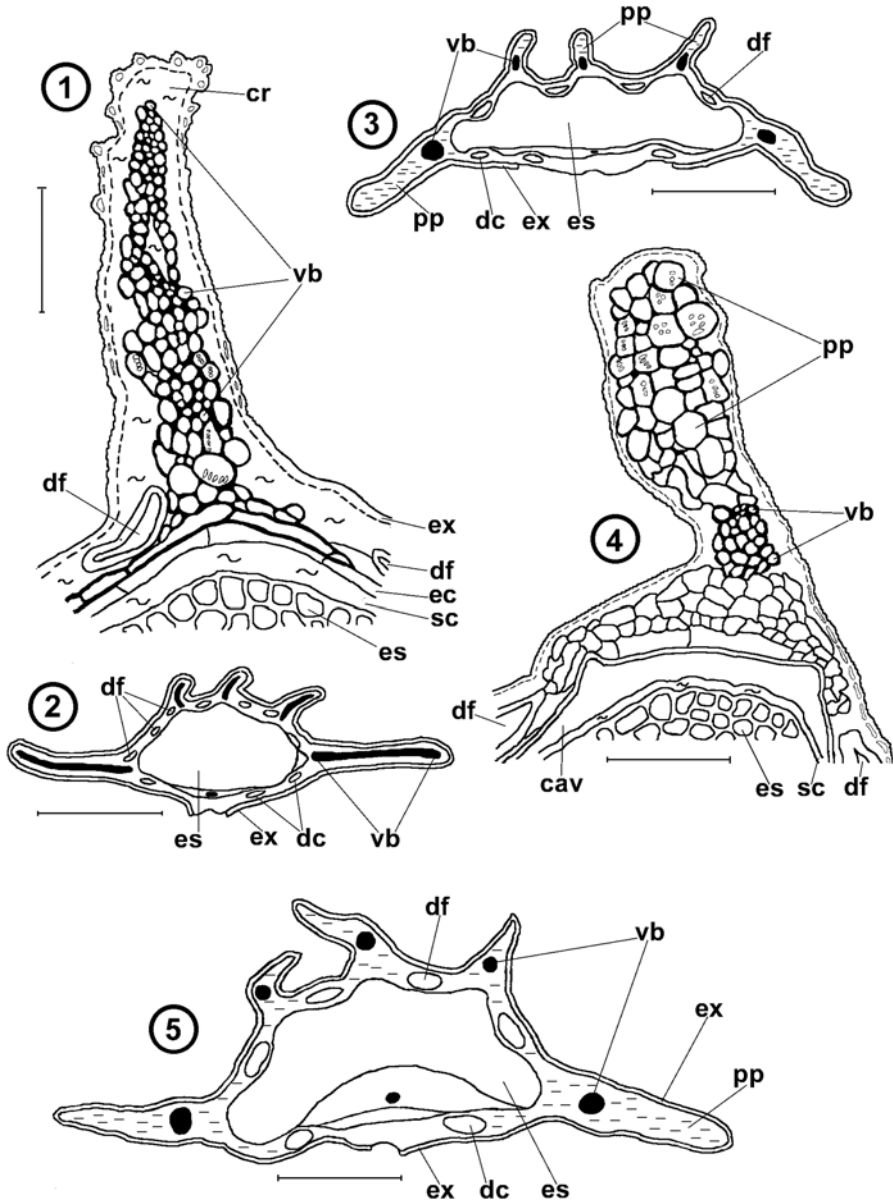 1
cr
vb
df
ex
df
ec
sc
es
3
vb
pp
df
pp
dc
ex
es
2
df
es
ex
dc
vb
4
pp
vb
df
cav
es
sc
df
5
df
vb
ex
pp
ex
dc
es